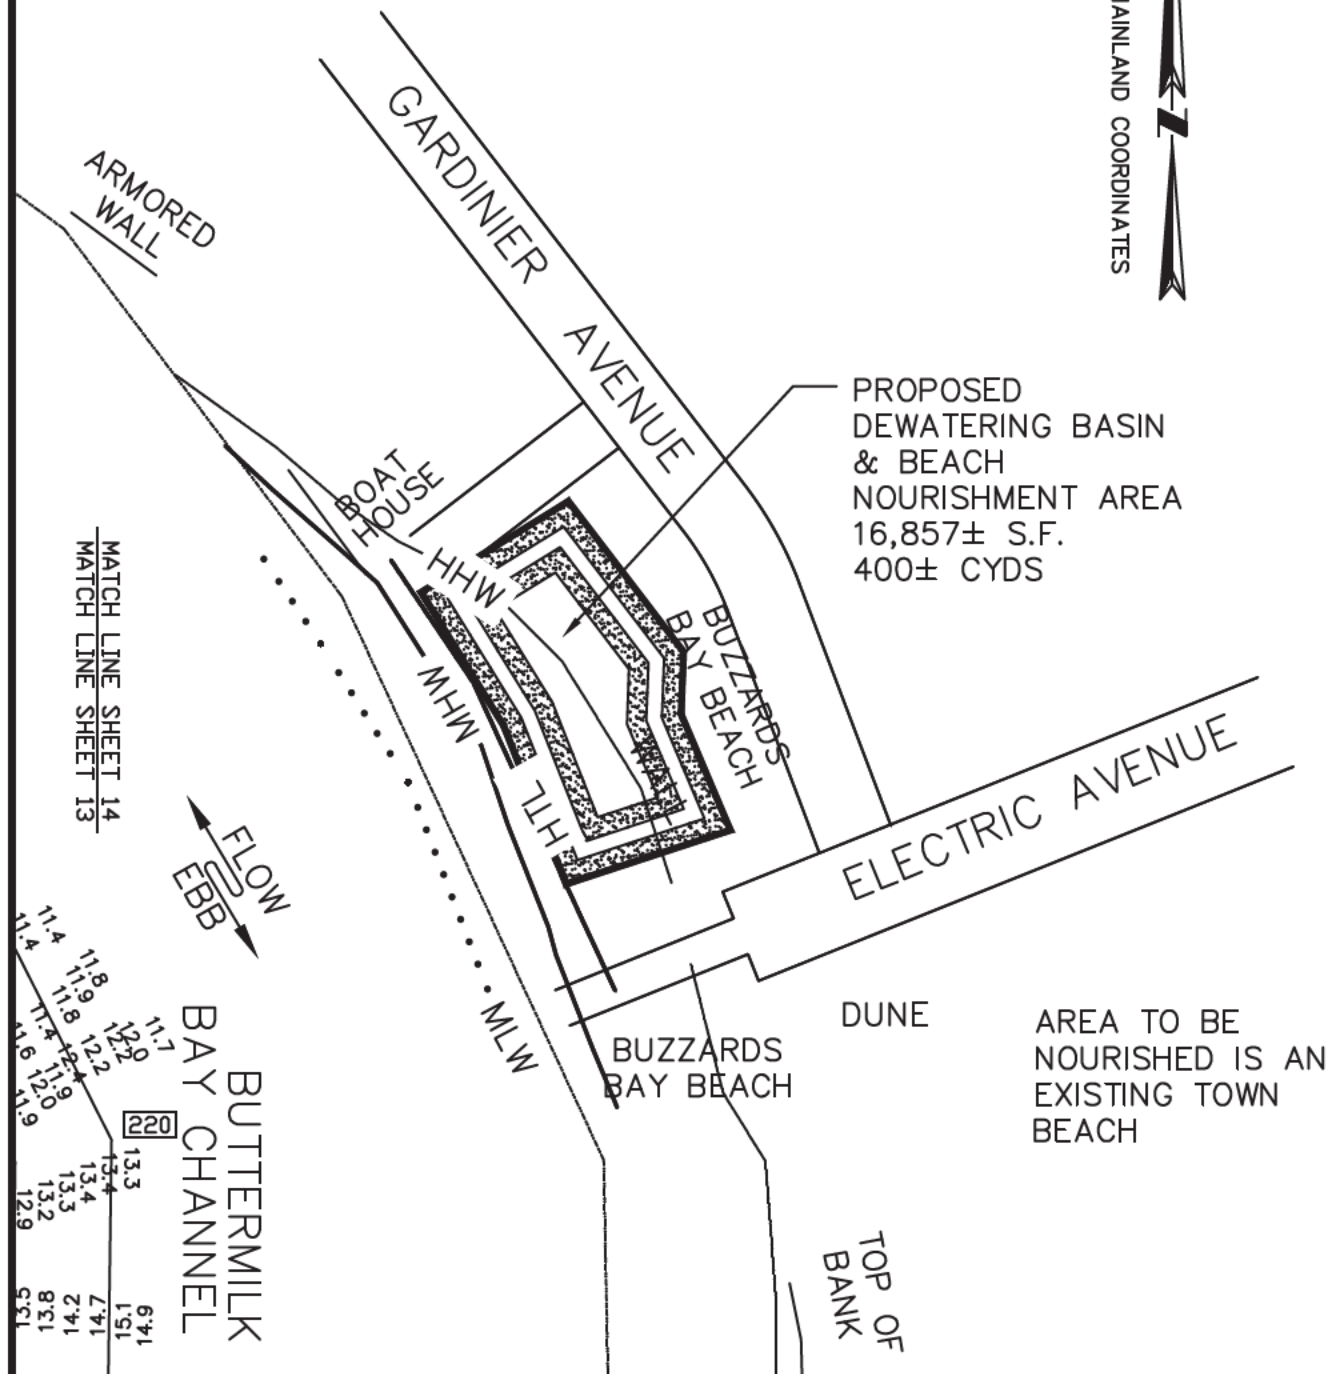 GARDINIER AVENUE
Z
MAINLAND COORDINATES
ARMORED
WALL
PROPOSED
DEWATERING BASIN
& BEACH
NOURISHMENT AREA
16,857± S.F.
400± CYDS
BOAT
HOUSE
HHW
MHW
HTL
BUZZARDS
BAY BEACH
MATCH LINE SHEET 14
MATCH LINE SHEET 13
FLOW
EBB
ELECTRIC AVENUE
MLW
DUNE
BUZZARDS
BAY BEACH
AREA TO BE
NOURISHED IS AN
EXISTING TOWN
BEACH
BUTTERMILK
BAY CHANNEL
220
TOP OF
BANK
11.4
11.4
11.8
11.9
11.8
11.4
11.6
11.7
12.0
12.2
12.2
12.4
11.9
12.0
11.9
13.3
13.4
13.4
13.3
13.2
12.9
14.9
15.1
14.7
14.2
13.8
13.5